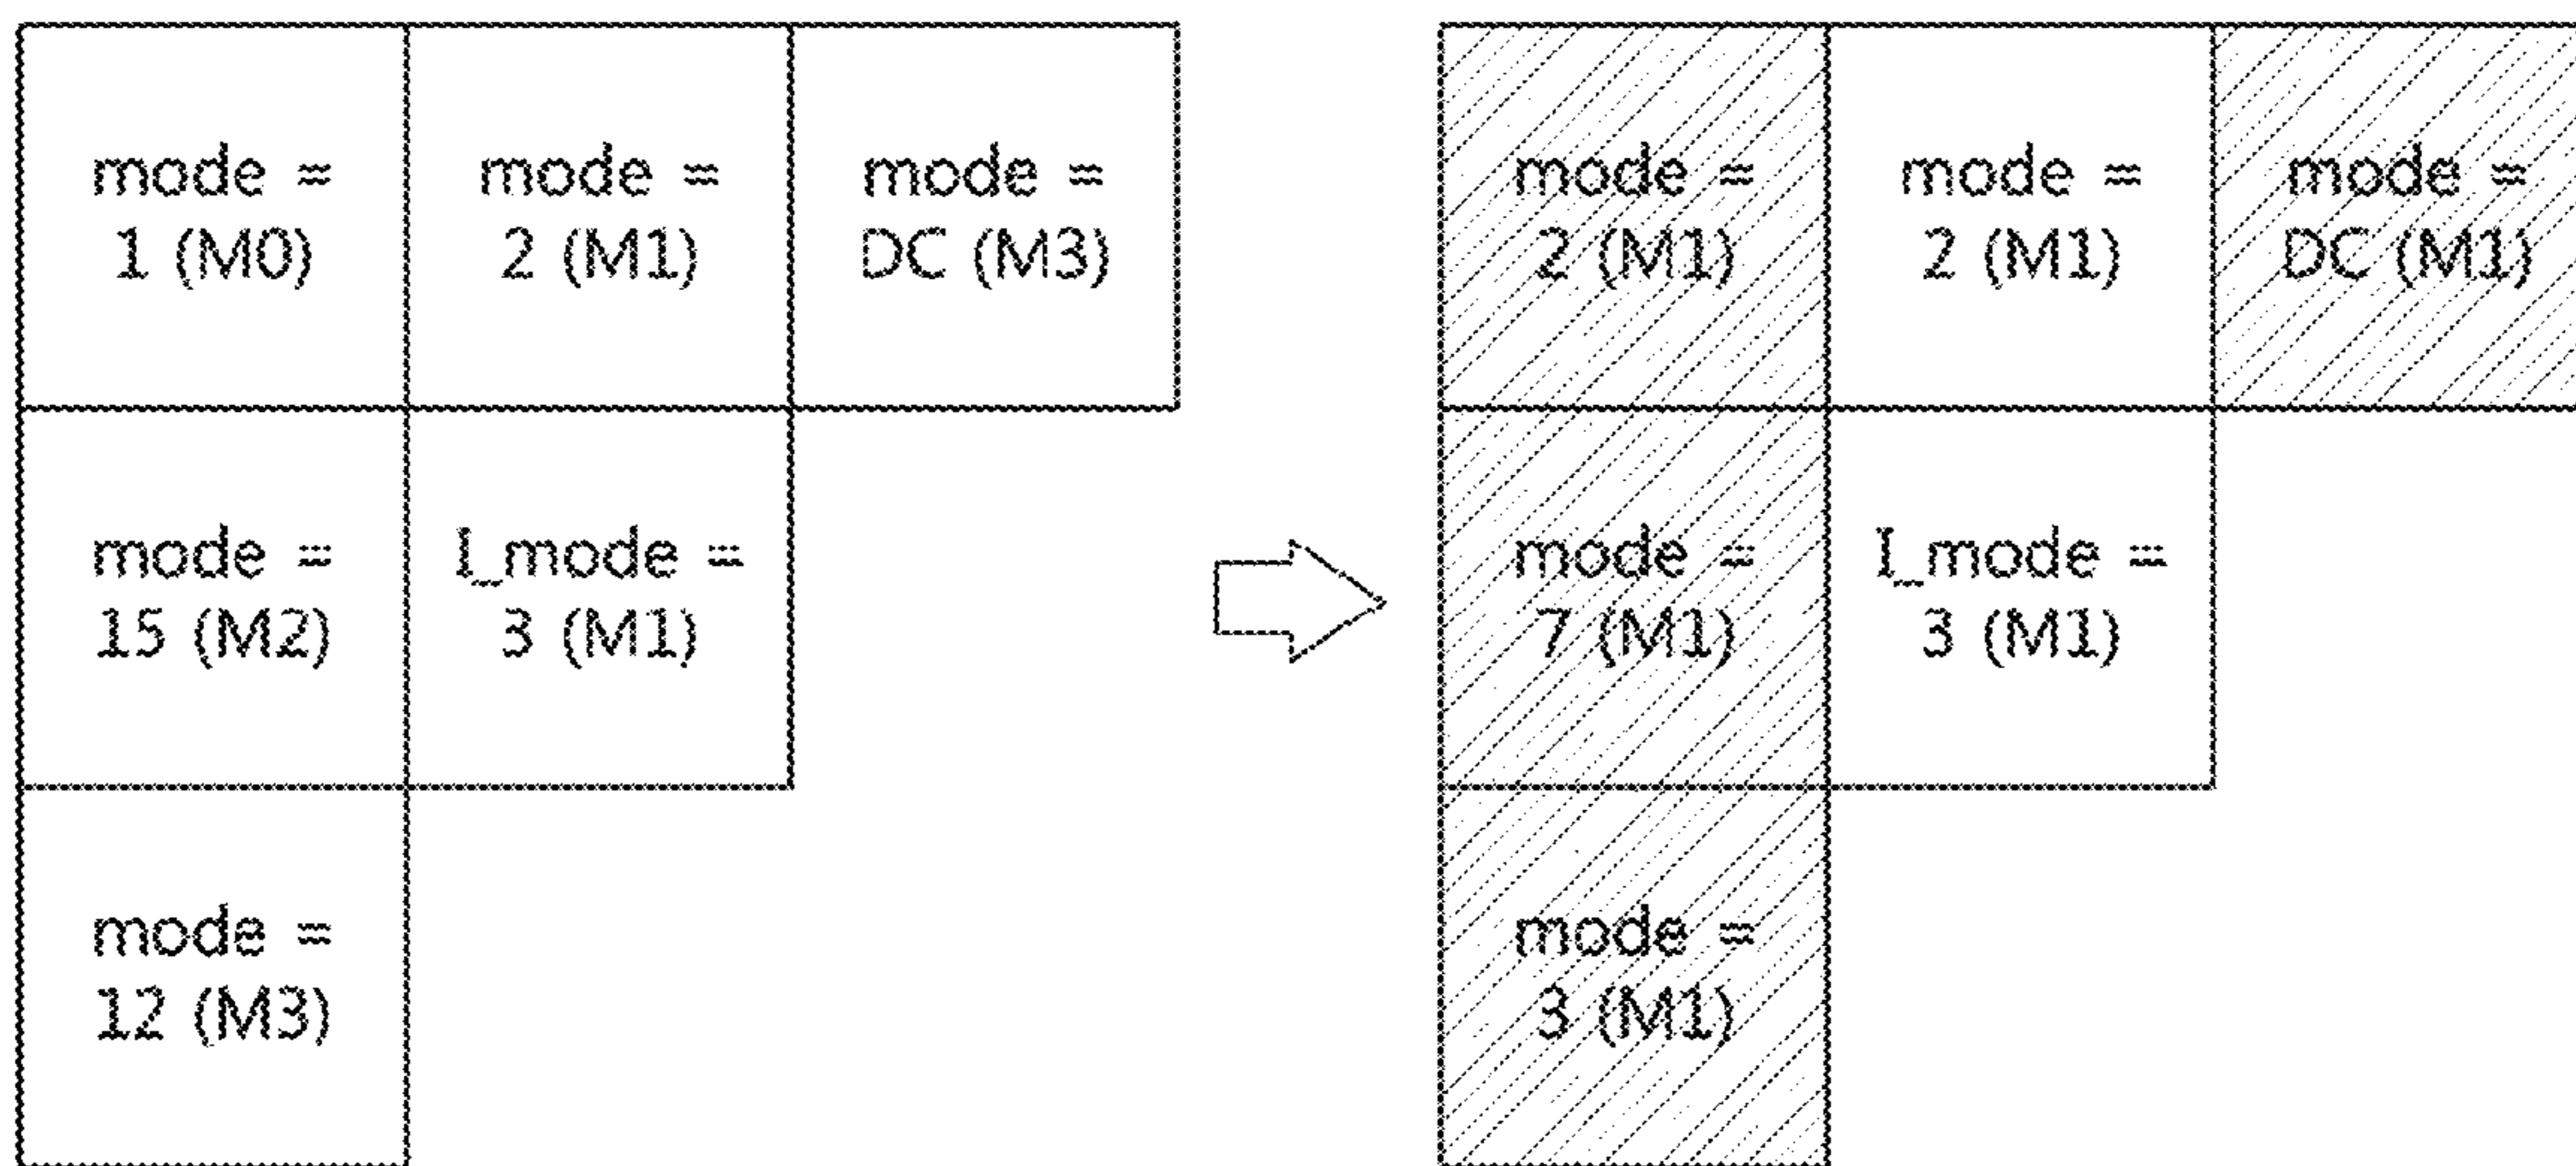 mode =
1 (M0)
mode =
2 (M1)
mode =
DC (M3)
mode =
15 (M2)
I_mode =
3 (M1)
mode =
12 (M3)
mode =
2 (M1)
mode =
2 (M1)
mode =
DC (M1)
mode =
7 (M1)
I_mode =
3 (M1)
mode =
3 (M1)